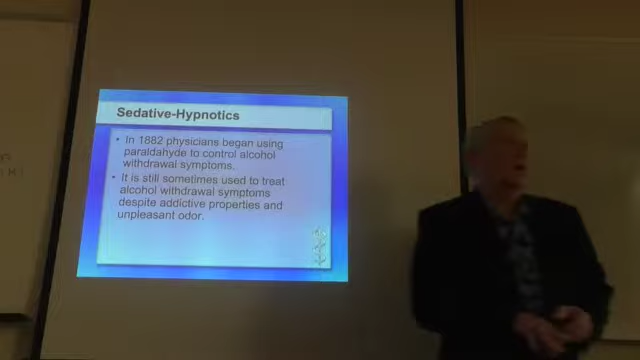 Sedative-Hypnotics
• In 1882 physicians began using
paraldahyde to control alcohol
withdrawal symptoms.
• It is still sometimes used to treat
alcohol withdrawal symptoms
despite addictive properties and
unpleasant odor.